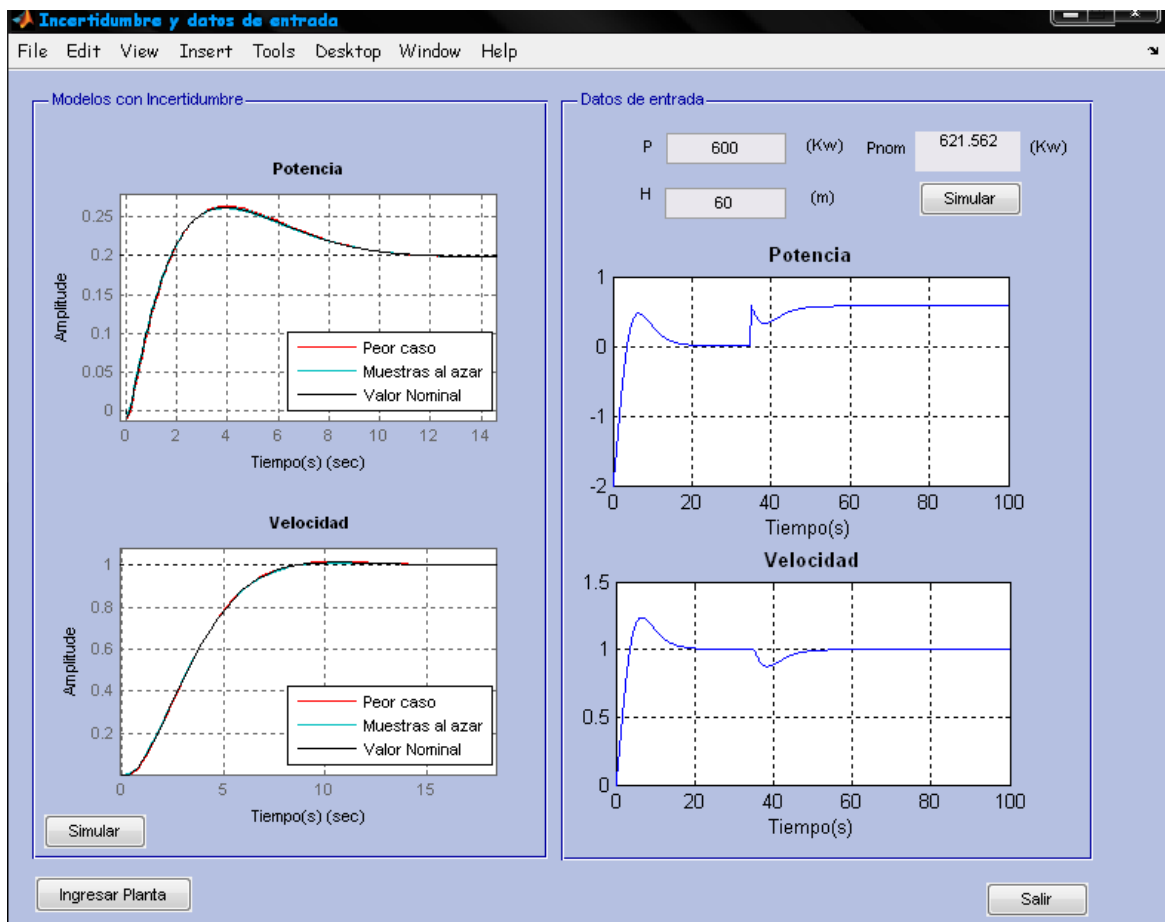 Incertidumbre y datos de entrada
File Edit View Insert Tools Desktop Window Help
Modelos con Incertidumbre
Potencia
Amplitude
0.25
0.2
0.15
0.1
0.05
0
Peor caso
Muestras al azar
Valor Nominal
0 2 4 6 8 10 12 14
Tiempo(s) (sec)
Velocidad
Amplitude
1
0.8
0.6
0.4
0.2
Peor caso
Muestras al azar
Valor Nominal
0 5 10 15
Tiempo(s) (sec)
Simular
Datos de entrada
P 600 (Kw) Pnom 621.562 (Kw)
H 60 (m) Simular
Potencia
1
0
-1
-2
0 20 40 60 80 100
Tiempo(s)
Velocidad
1.5
1
0.5
0
0 20 40 60 80 100
Tiempo(s)
Ingresar Planta
Salir